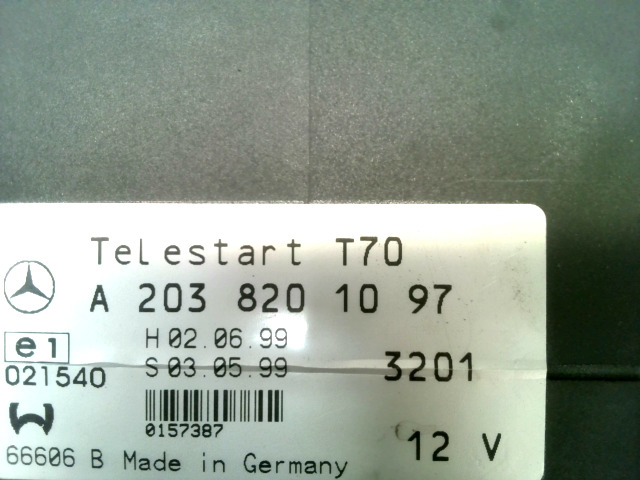 Telestart T70
A 203 820 10 97
H 02.06.99
e1
S 03.05.99
3201
021540
0157387
12 V
66606 B Made in Germany